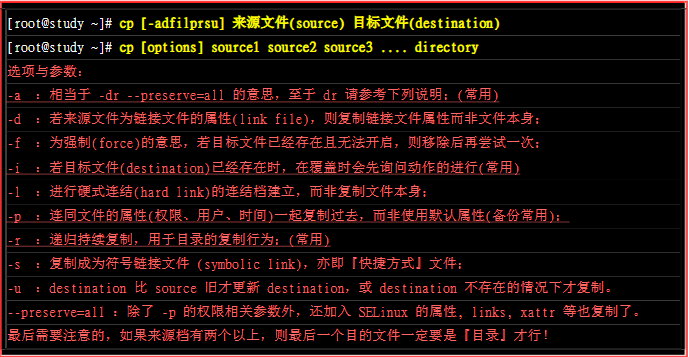 [root@study ~]# cp [-adfilprsu] 来源文件(source) 目标文件(destination)
[root@study ~]# cp [options] source1 source2 source3 .... directory
选项与参数：
-a ：相当于 -dr --preserve=all 的意思，至于 dr 请参考下列说明；(常用)
-d ：若来源文件为链接文件的属性(link file)，则复制链接文件属性而非文件本身；
-f ：为强制(force)的意思，若目标文件已经存在且无法开启，则移除后再尝试一次；
-i ：若目标文件(destination)已经存在时，在覆盖时会先询问动作的进行(常用)
-l ：进行硬式连结(hard link)的连结档建立，而非复制文件本身；
-p ：连同文件的属性(权限、用户、时间)一起复制过去，而非使用默认属性(备份常用)；
-r ：递归持续复制，用于目录的复制行为；(常用)
-s ：复制成为符号链接文件 (symbolic link)，亦即『快捷方式』文件；
-u ：destination 比 source 旧才更新 destination，或 destination 不存在的情况下才复制。
--preserve=all ：除了 -p 的权限相关参数外，还加入 SELinux 的属性, links, xattr 等也复制了。
最后需要注意的，如果来源档有两个以上，则最后一个目的文件一定要是『目录』才行！